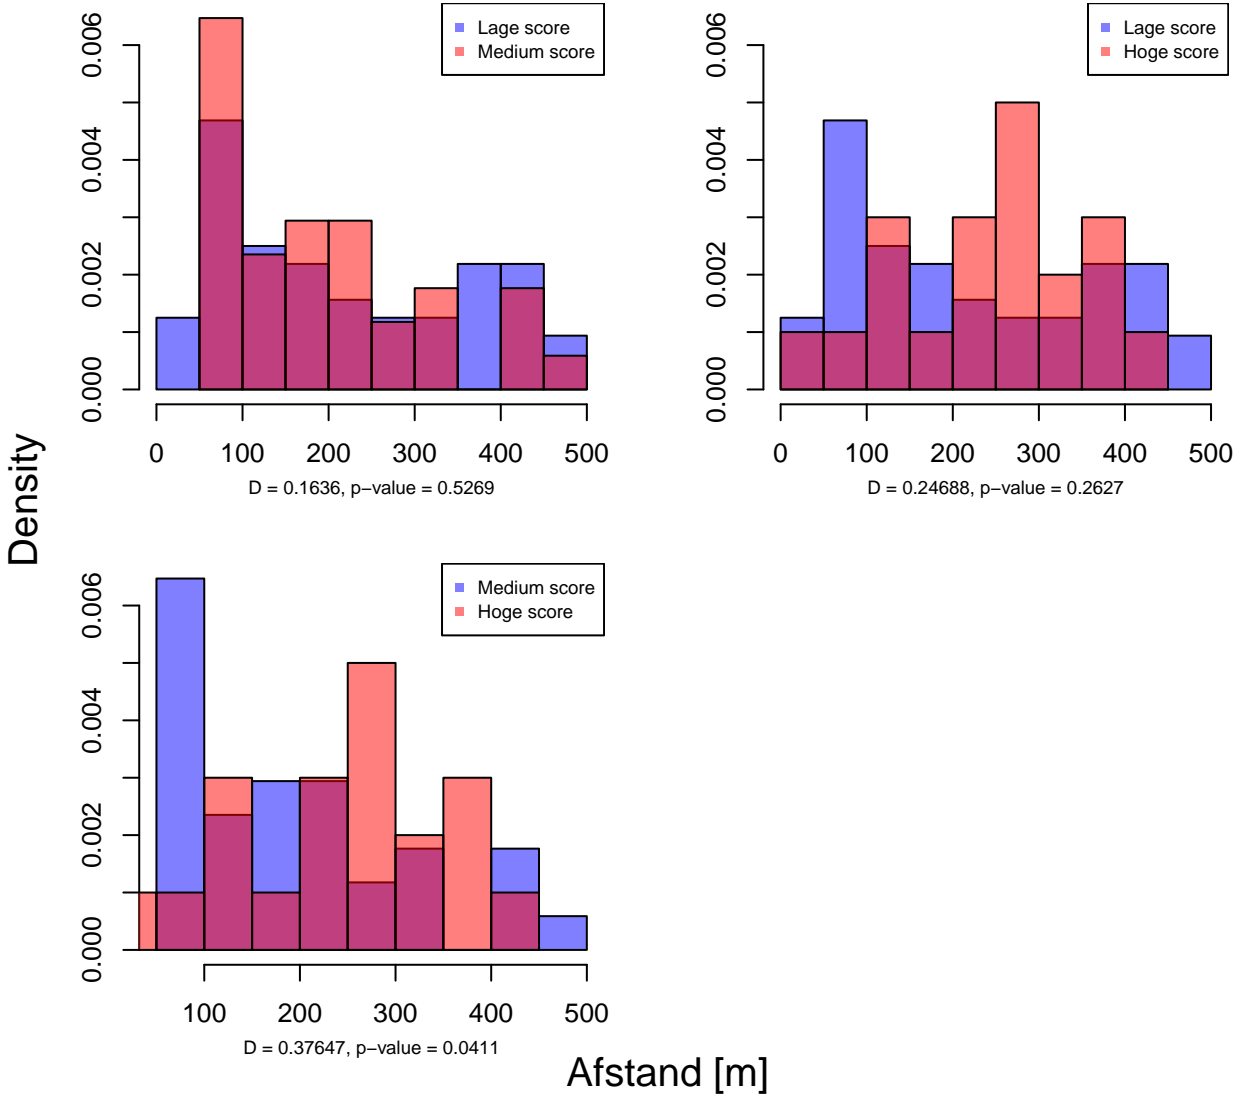 Lage score
Medium score
0.000 0.002 0.004 0.006
0 100 200 300 400 500
D = 0.1636, p−value = 0.5269
Lage score
Hoge score
0.000 0.002 0.004 0.006
0 100 200 300 400 500
D = 0.24688, p−value = 0.2627
Density
Medium score
Hoge score
0.000 0.002 0.004 0.006
100 200 300 400 500
D = 0.37647, p−value = 0.0411
Afstand [m]